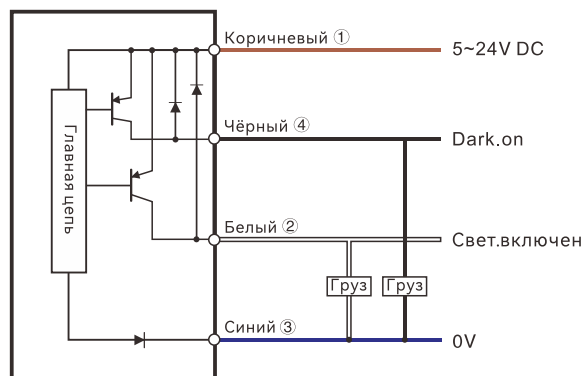 Коричневый ①
5~24V DC
Главная цепь
Чёрный ④
Dark.on
Белый ②
Свет.включен
Груз
Груз
Синий ③
0V